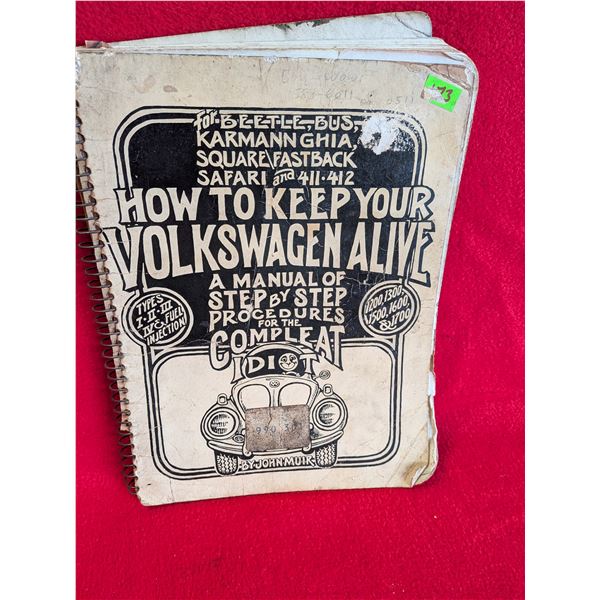 173
for BEETLE, BUS,
KARMANN GHIA,
SQUARE/FASTBACK
SAFARI and 411·412
HOW TO KEEP YOUR
VOLKSWAGEN ALIVE
A MANUAL OF
STEP BY STEP
PROCEDURES
FOR THE
COMPLEAT
IDIOT
TYPES
I·II·III
IV & FUEL
INJECTION
1200, 1300,
1500, 1600,
& 1700
BY JOHN MUIR